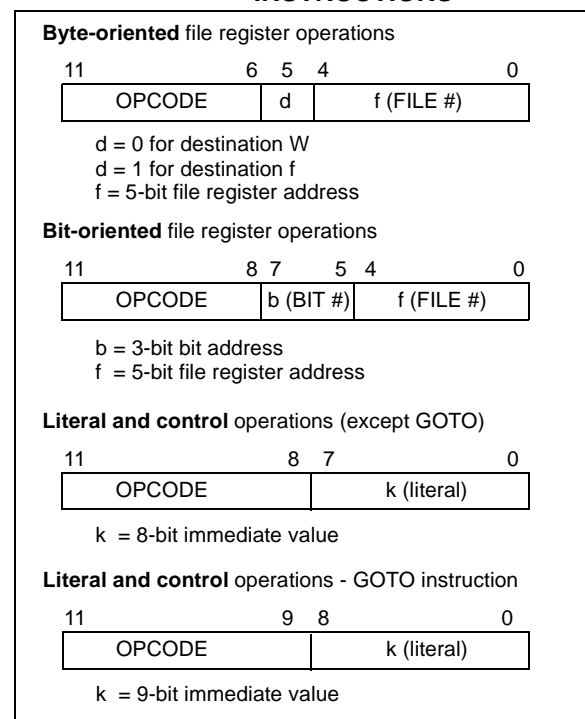 Byte-oriented file register operations
11 6 5 4 0
OPCODE d f (FILE #)
d = 0 for destination W
d = 1 for destination f
f = 5-bit file register address
Bit-oriented file register operations
11 8 7 5 4 0
OPCODE b (BIT #) f (FILE #)
b = 3-bit bit address
f = 5-bit file register address
Literal and control operations (except GOTO)
11 8 7 0
OPCODE k (literal)
k = 8-bit immediate value
Literal and control operations - GOTO instruction
11 9 8 0
OPCODE k (literal)
k = 9-bit immediate value